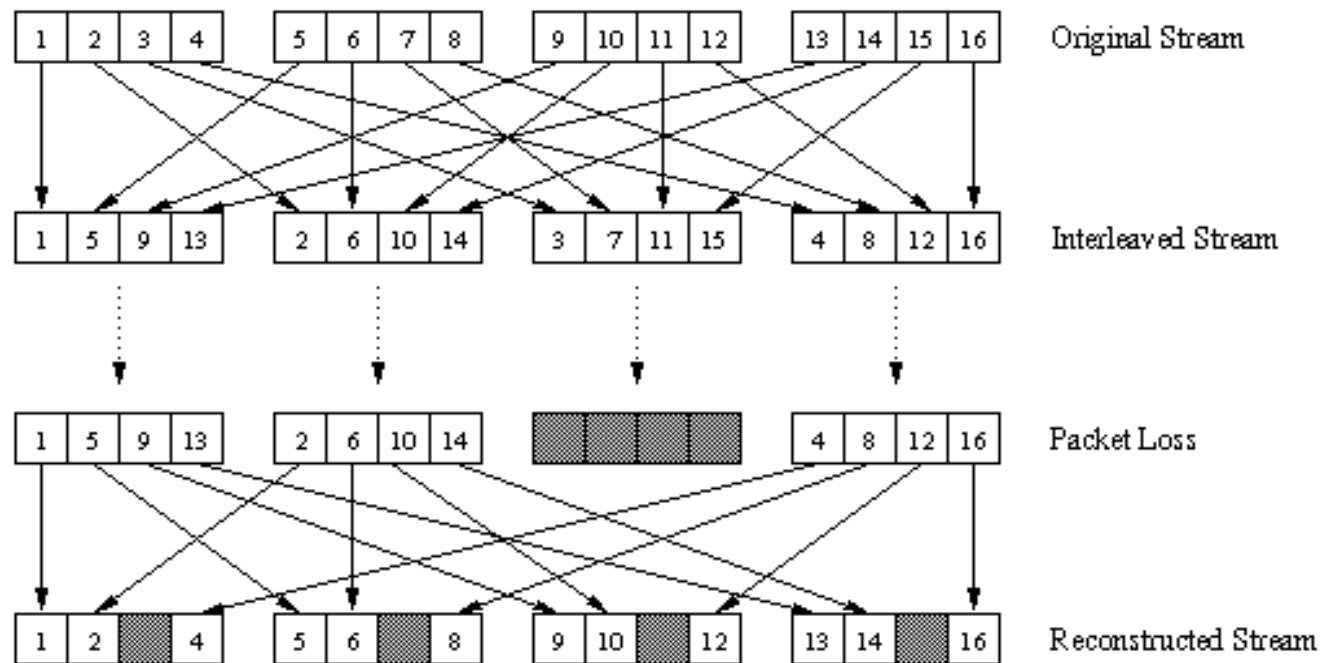 1 2 3 4 5 6 7 8 9 10 11 12 13 14 15 16 Original Stream
1 5 9 13 2 6 10 14 3 7 11 15 4 8 12 16 Interleaved Stream
1 5 9 13 2 6 10 14 4 8 12 16 Packet Loss
1 2 4 5 6 8 9 10 12 13 14 16 Reconstructed Stream